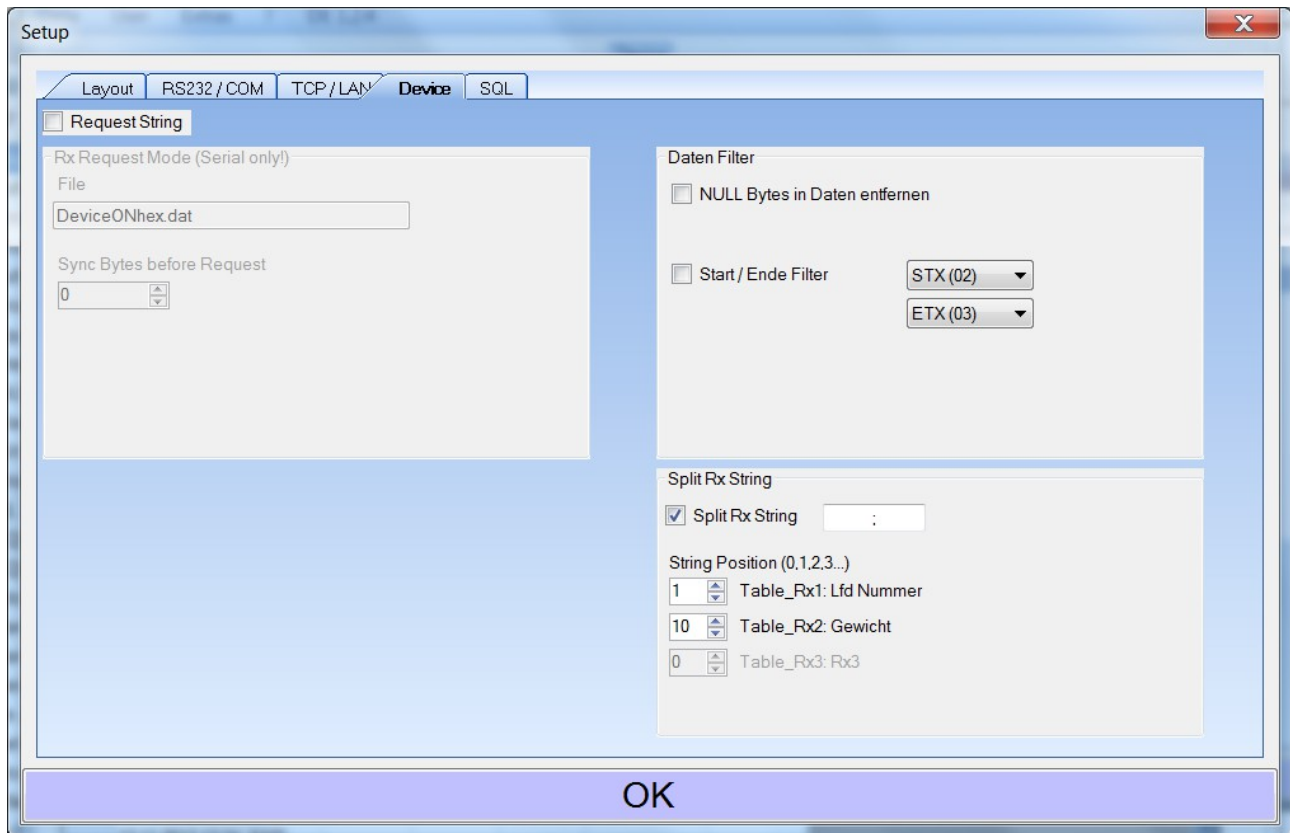 Setup
Layout RS232 / COM TCP / LAN Device SQL
Request String
Rx Request Mode (Serial only!)
File
DeviceONhex.dat
Sync Bytes before Request
0
Daten Filter
NULL Bytes in Daten entfernen
Start / Ende Filter STX (02)
ETX (03)
Split Rx String
Split Rx String ;
String Position (0,1,2,3...)
1 Table_Rx1: Lfd Nummer
10 Table_Rx2: Gewicht
0 Table_Rx3: Rx3
OK